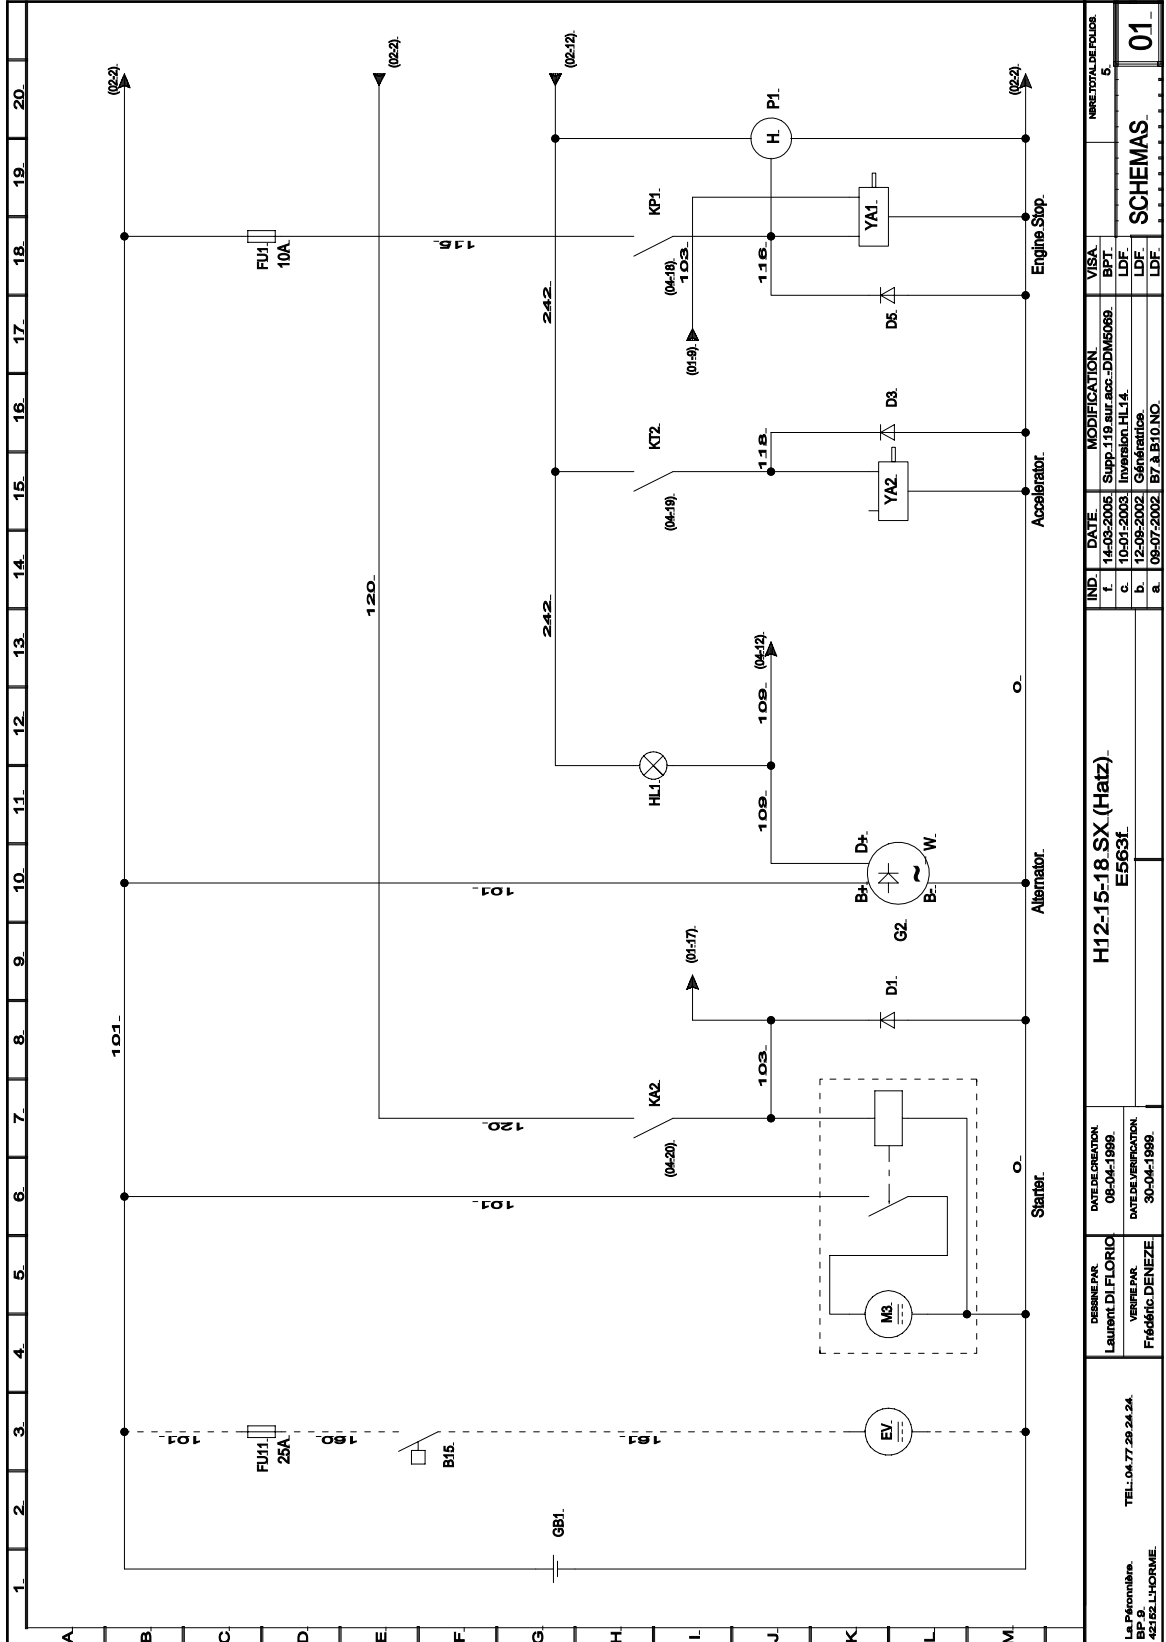 1. 2. 3. 4. 5. 6. 7. 8. 9. 10. 11. 12. 13. 14. 15. 16. 17. 18. 19. 20.
A.
B.
C.
D.
E.
F.
G.
H.
I.
J.
K.
L.
M.
(02-2).
(02-2).
(02-12).
(02-2).
101.
101.
FU11.
25A.
160.
B15.
161.
EV.
GB1.
101.
120.
KA2.
(04-20).
103.
(01-17).
D1.
M3.
0.
Starter.
101.
B+
D+.
B-.
W.
G2.
~
Alternator.
HL1.
109.
109.
(04-12).
120.
242.
242.
0.
KT2.
(04-19).
118.
D3.
YA2.
Accelerator.
FU1.
10A.
115.
KP1.
(04-18).
103.
(01-9).
116.
D5.
YA1.
H.
P1.
Engine Stop.
La Péronnière.
BP.9.
42152 L'HORME.
TEL: 04.77.29.24.24.
DESSINE PAR.
Laurent DI.FLORIO.
VERIFIE PAR.
Frédéric DENEZE.
DATE DE CREATION.
08-04-1999.
DATE DE VERIFICATION.
30-04-1999.
H12-15-18 SX (Hatz).
E563f.
IND. DATE. MODIFICATION. VISA.
f. 14-03-2005. Supp.119 sur acc.-DDM5069. BPT.
c. 10-01-2003. Inversion HL14. LDF.
b. 12-09-2002. Génératrice. LDF.
a. 09-07-2002. B7 à B10 NO. LDF.
NBRE TOTAL DE FOLIOS.
5.
SCHEMAS.
01.